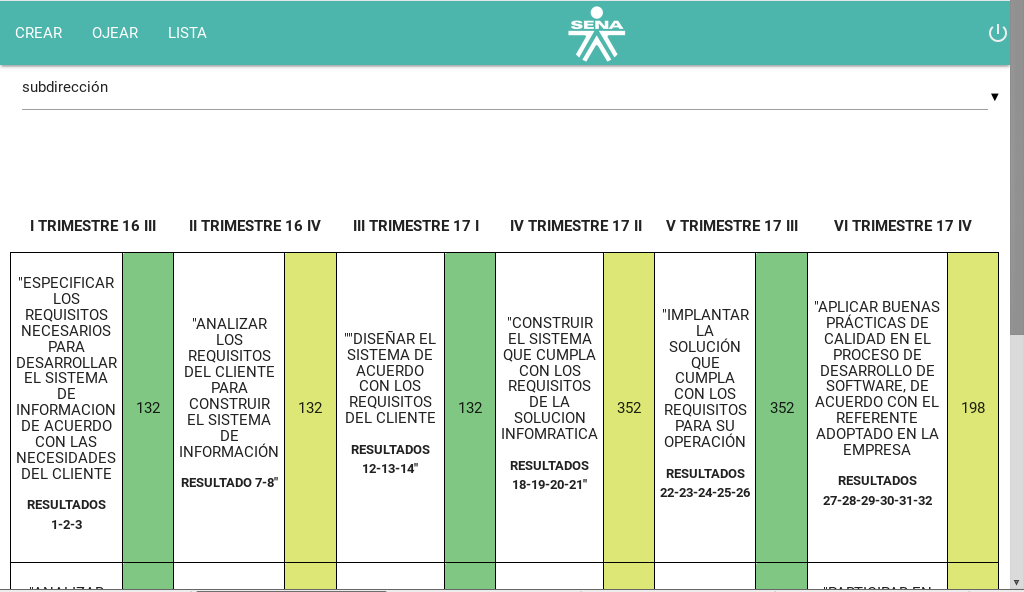 CREAR OJEAR LISTA
SENA
subdirección
I TRIMESTRE 16 III II TRIMESTRE 16 IV III TRIMESTRE 17 I IV TRIMESTRE 17 II V TRIMESTRE 17 III VI TRIMESTRE 17 IV
"ESPECIFICAR
LOS
REQUISITOS
NECESARIOS
PARA
DESARROLLAR
EL SISTEMA
DE
INFORMACION
DE ACUERDO
CON LAS
NECESIDADES
DEL CLIENTE
RESULTADOS
1-2-3
132
"ANALIZAR
LOS
REQUISITOS
DEL CLIENTE
PARA
CONSTRUIR
EL SISTEMA
DE
INFORMACIÓN
RESULTADO 7-8"
132
""DISEÑAR EL
SISTEMA DE
ACUERDO
CON LOS
REQUISITOS
DEL CLIENTE
RESULTADOS
12-13-14"
132
"CONSTRUIR
EL SISTEMA
QUE CUMPLA
CON LOS
REQUISITOS
DE LA
SOLUCION
INFOMRATICA
RESULTADOS
18-19-20-21"
352
"IMPLANTAR
LA
SOLUCIÓN
QUE
CUMPLA
CON LOS
REQUISITOS
PARA SU
OPERACIÓN
RESULTADOS
22-23-24-25-26
352
"APLICAR BUENAS
PRÁCTICAS DE
CALIDAD EN EL
PROCESO DE
DESARROLLO DE
SOFTWARE, DE
ACUERDO CON EL
REFERENTE
ADOPTADO EN LA
EMPRESA
RESULTADOS
27-28-29-30-31-32
198
"ANALIZAR
"PARTICIPAR EN